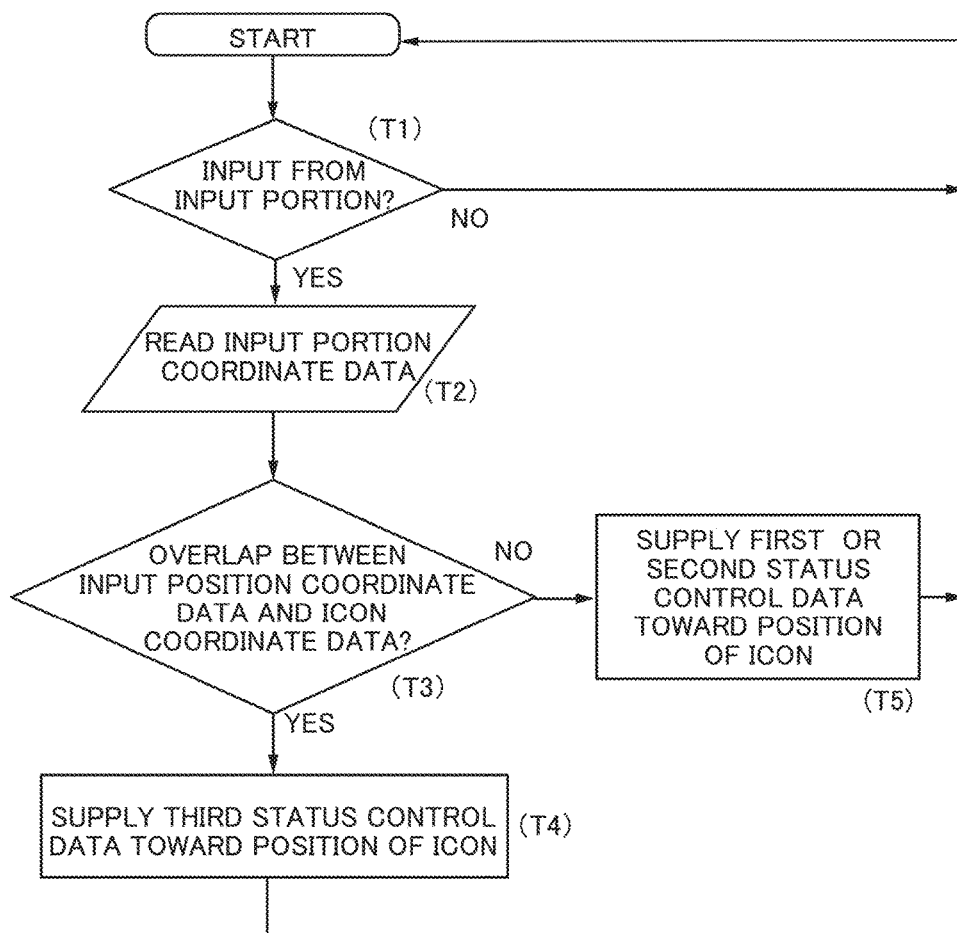 START
(T1)
INPUT FROM
INPUT PORTION?
NO
YES
READ INPUT PORTION
COORDINATE DATA
(T2)
OVERLAP BETWEEN
INPUT POSITION COORDINATE
DATA AND ICON
COORDINATE DATA?
(T3)
NO
SUPPLY FIRST OR
SECOND STATUS
CONTROL DATA
TOWARD POSITION
OF ICON
(T5)
YES
SUPPLY THIRD STATUS CONTROL
DATA TOWARD POSITION OF ICON
(T4)